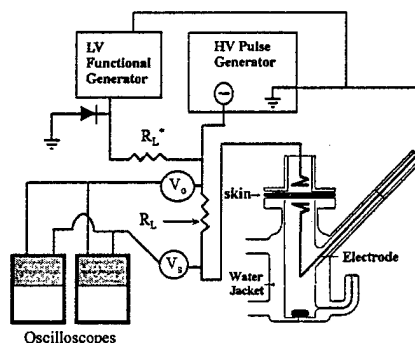 LV
Functional
Generator
HV Pulse
Generator
~
R_L*
V_o
skin
R_L
V_s
Electrode
Water
Jacket
Oscilloscopes